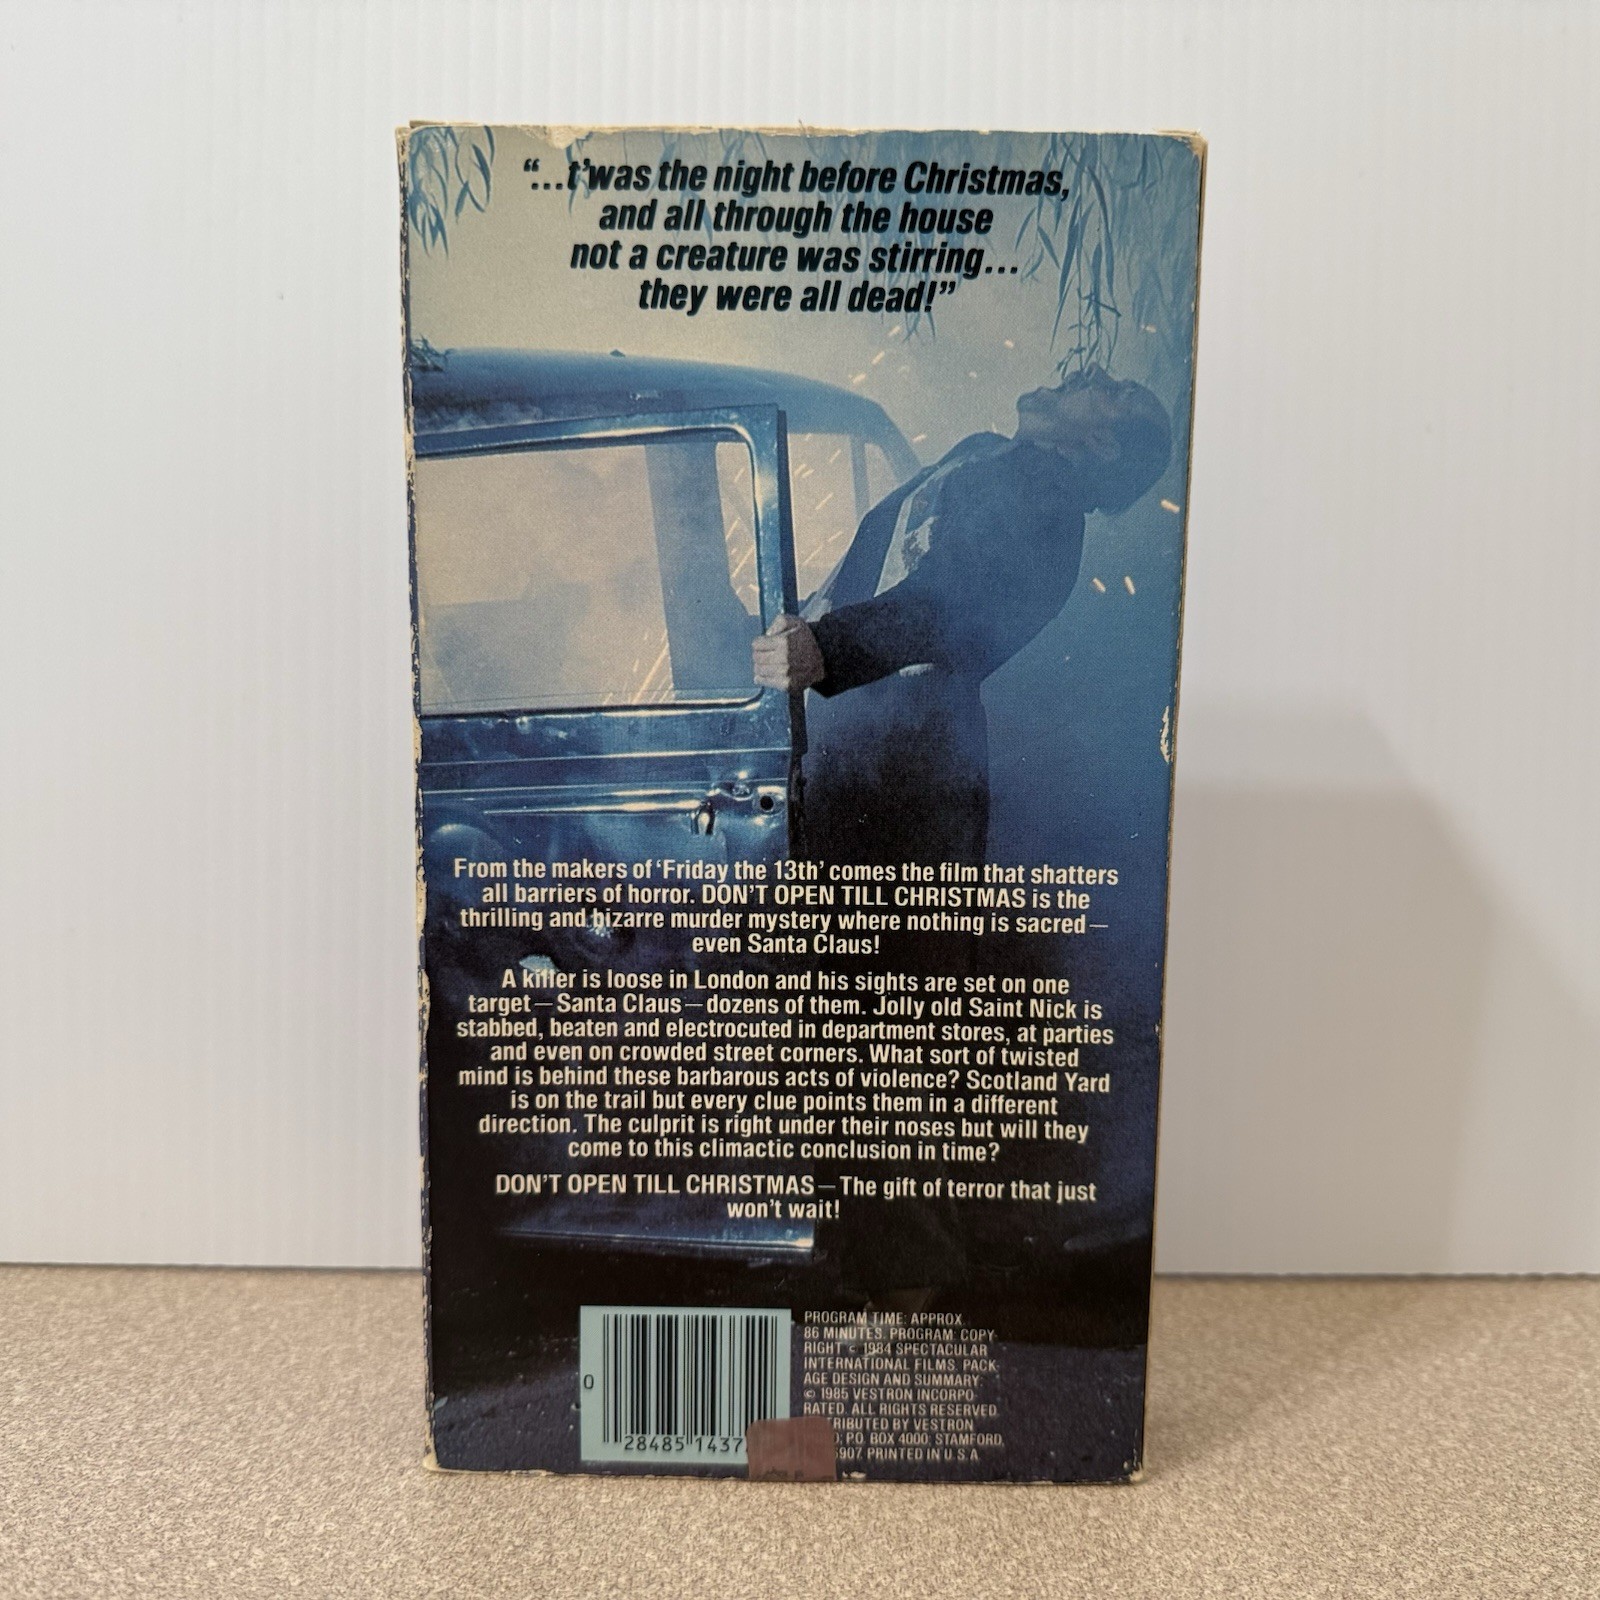 “...t’was the night before Christmas,
and all through the house
not a creature was stirring...
they were all dead!”
From the makers of ‘Friday the 13th’ comes the film that shatters
all barriers of horror. DON’T OPEN TILL CHRISTMAS is the
thrilling and bizarre murder mystery where nothing is sacred—
even Santa Claus!
A killer is loose in London and his sights are set on one
target—Santa Claus—dozens of them. Jolly old Saint Nick is
stabbed, beaten and electrocuted in department stores, at parties
and even on crowded street corners. What sort of twisted
mind is behind these barbarous acts of violence? Scotland Yard
is on the trail but every clue points them in a different
direction. The culprit is right under their noses but will they
come to this climactic conclusion in time?
DON’T OPEN TILL CHRISTMAS—The gift of terror that just
won’t wait!
PROGRAM TIME: APPROX.
86 MINUTES. PROGRAM: COPY-
RIGHT © 1984 SPECTACULAR
INTERNATIONAL FILMS. PACK-
AGE DESIGN AND SUMMARY:
© 1985 VESTRON INCORPO-
RATED. ALL RIGHTS RESERVED.
BY VESTRON
P.O. BOX 4000, STAMFORD,
PRINTED IN U.S.A.
0 28485 1437